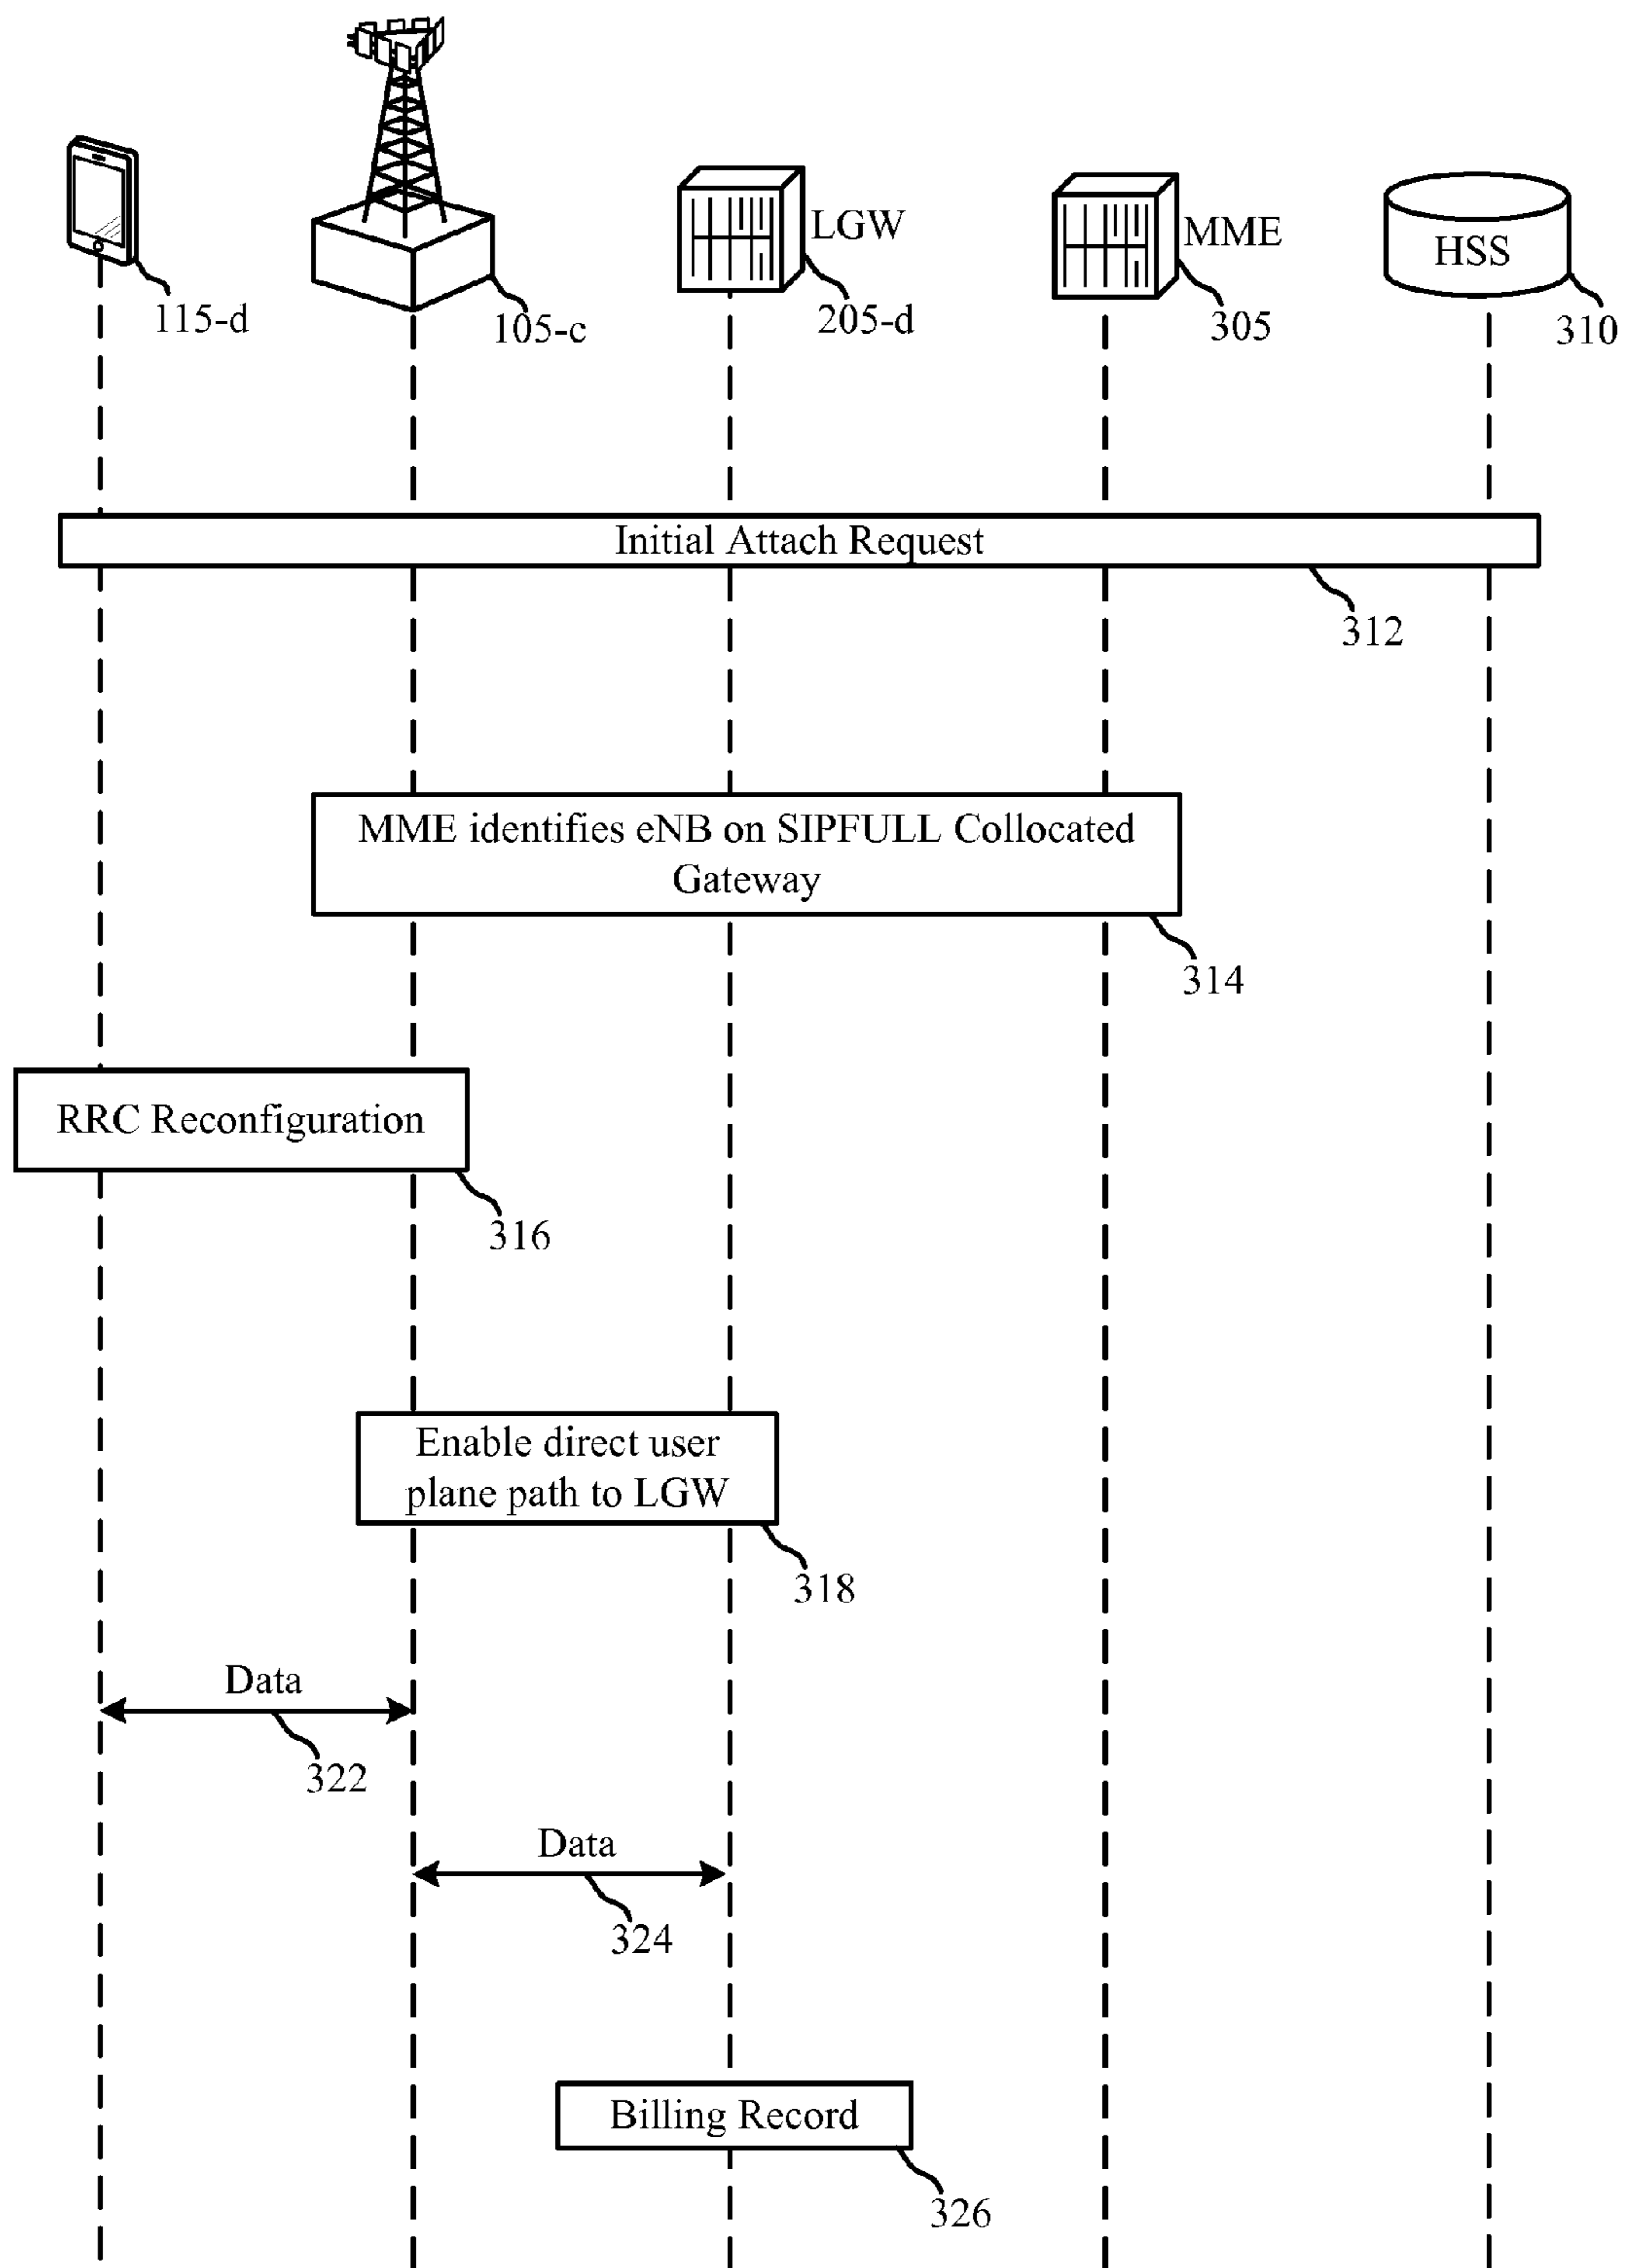 LGW
MME
HSS
115-d
105-c
205-d
305
310
Initial Attach Request
312
MME identifies eNB on SIPFULL Collocated
Gateway
314
RRC Reconfiguration
316
Enable direct user
plane path to LGW
318
Data
322
Data
324
Billing Record
326